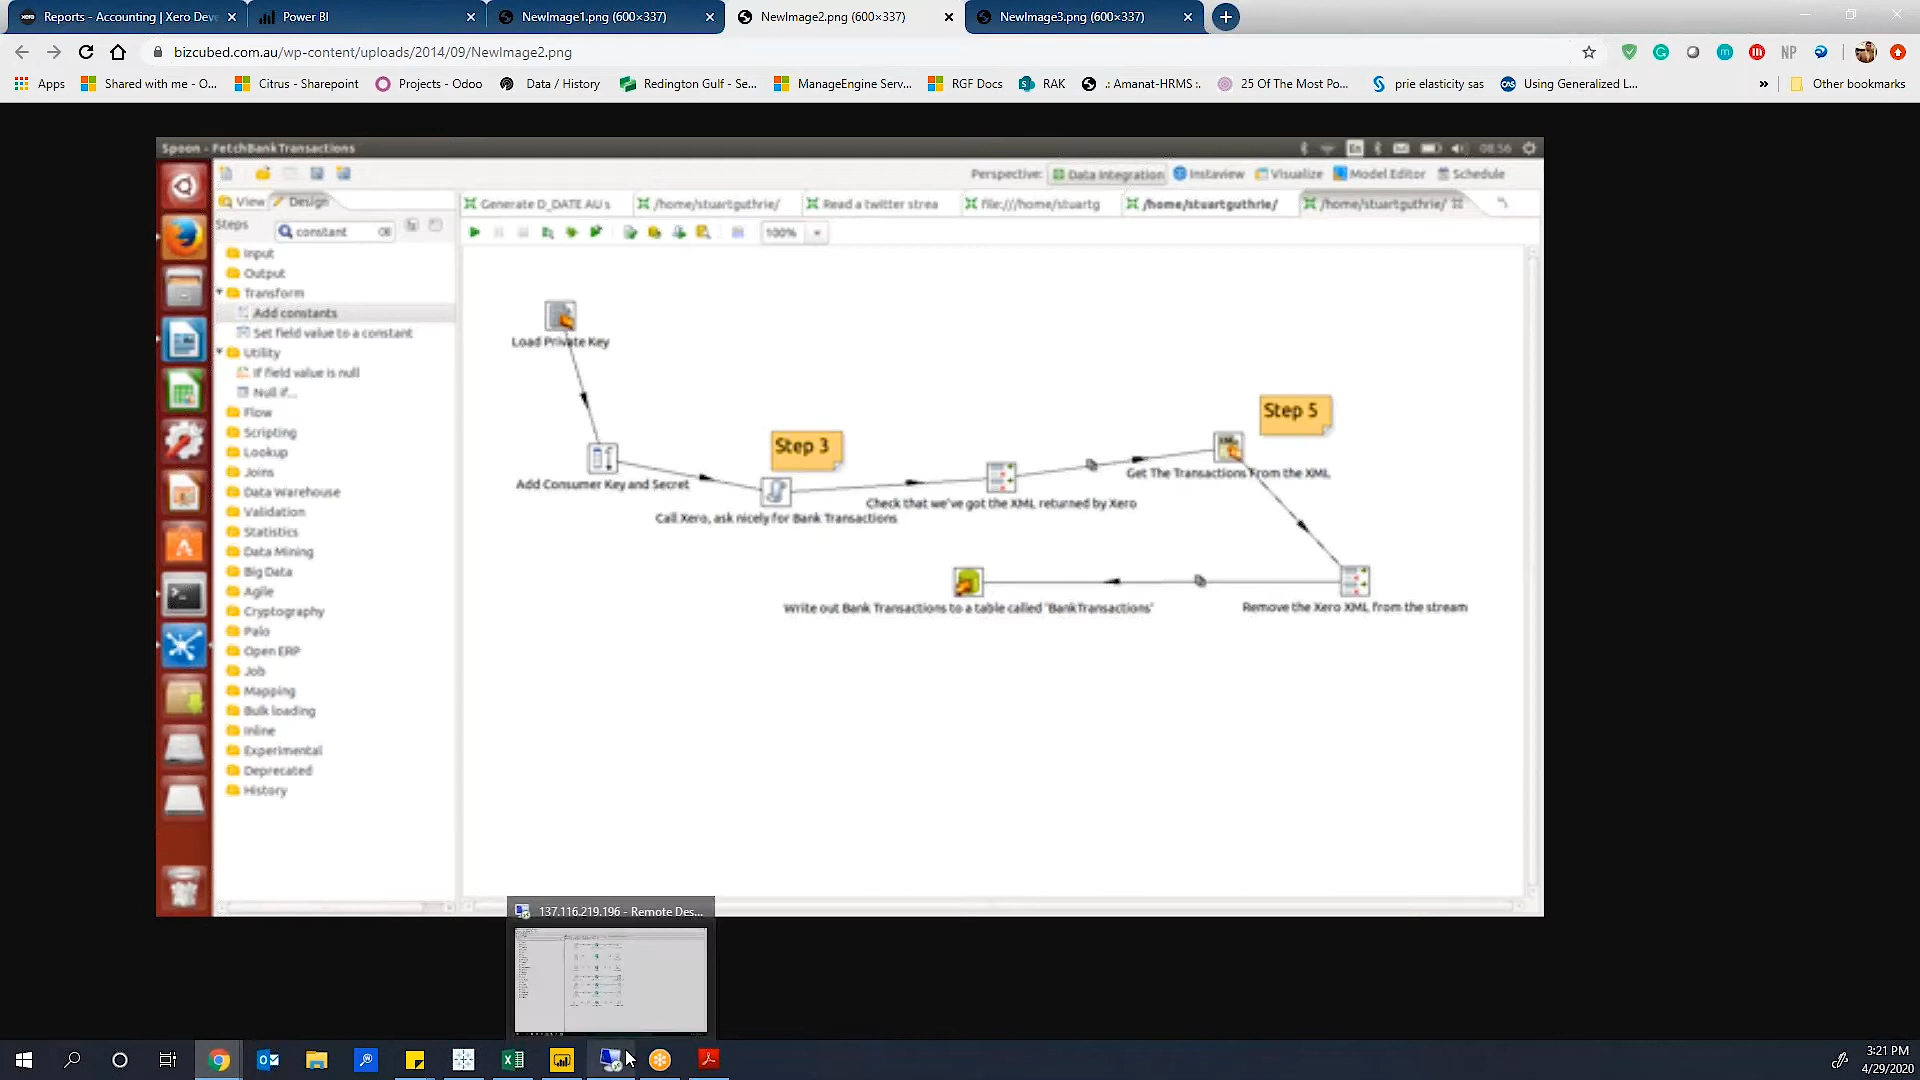 Reports - Accounting | Xero Deve
Power BI
NewImage1.png (600×337)
NewImage2.png (600×337)
NewImage3.png (600×337)
bizcubed.com.au/wp-content/uploads/2014/09/NewImage2.png
NP
Apps
Shared with me - O...
Citrus - Sharepoint
Projects - Odoo
Data / History
Redington Gulf - Se...
ManageEngine Serv...
RGF Docs
RAK
.: Amanat-HRMS :.
25 Of The Most Po...
prie elasticity sas
Using Generalized L...
»
Other bookmarks
Spoon - FetchBankTransactions
En
08:56
Perspective:
Data Integration
Instaview
Visualize
Model Editor
Schedule
View
Design
Generate D_DATE AU s
/home/stuartguthrie/
Read a twitter strea
file:///home/stuartg
/home/stuartguthrie/
/home/stuartguthrie/
Steps
constant
100%
Input
Output
Transform
Add constants
Set field value to a constant
Utility
If field value is null
Null if...
Flow
Scripting
Lookup
Joins
Data Warehouse
Validation
Statistics
Data Mining
Big Data
Agile
Cryptography
Palo
Open ERP
Job
Mapping
Bulk loading
Inline
Experimental
Deprecated
History
Load Private Key
Add Consumer Key and Secret
Step 3
Call Xero, ask nicely for Bank Transactions
Check that we've got the XML returned by Xero
Step 5
Get The Transactions From the XML
Write out Bank Transactions to a table called 'BankTransactions'
Remove the Xero XML from the stream
137.116.219.196 - Remote Des...
3:21 PM
4/29/2020